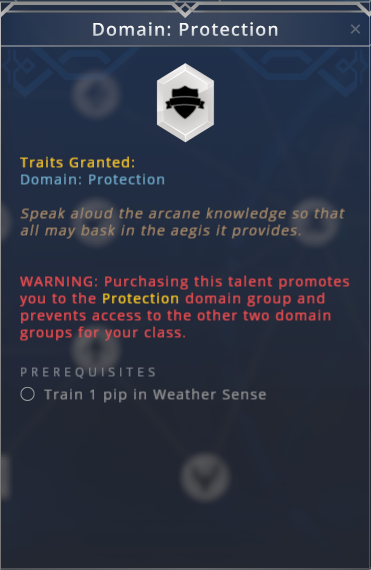 Domain: Protection
Traits Granted:
Domain: Protection
Speak aloud the arcane knowledge so that
all may bask in the aegis it provides.
WARNING: Purchasing this talent promotes
you to the Protection domain group and
prevents access to the other two domain
groups for your class.
PREREQUISITES
Train 1 pip in Weather Sense